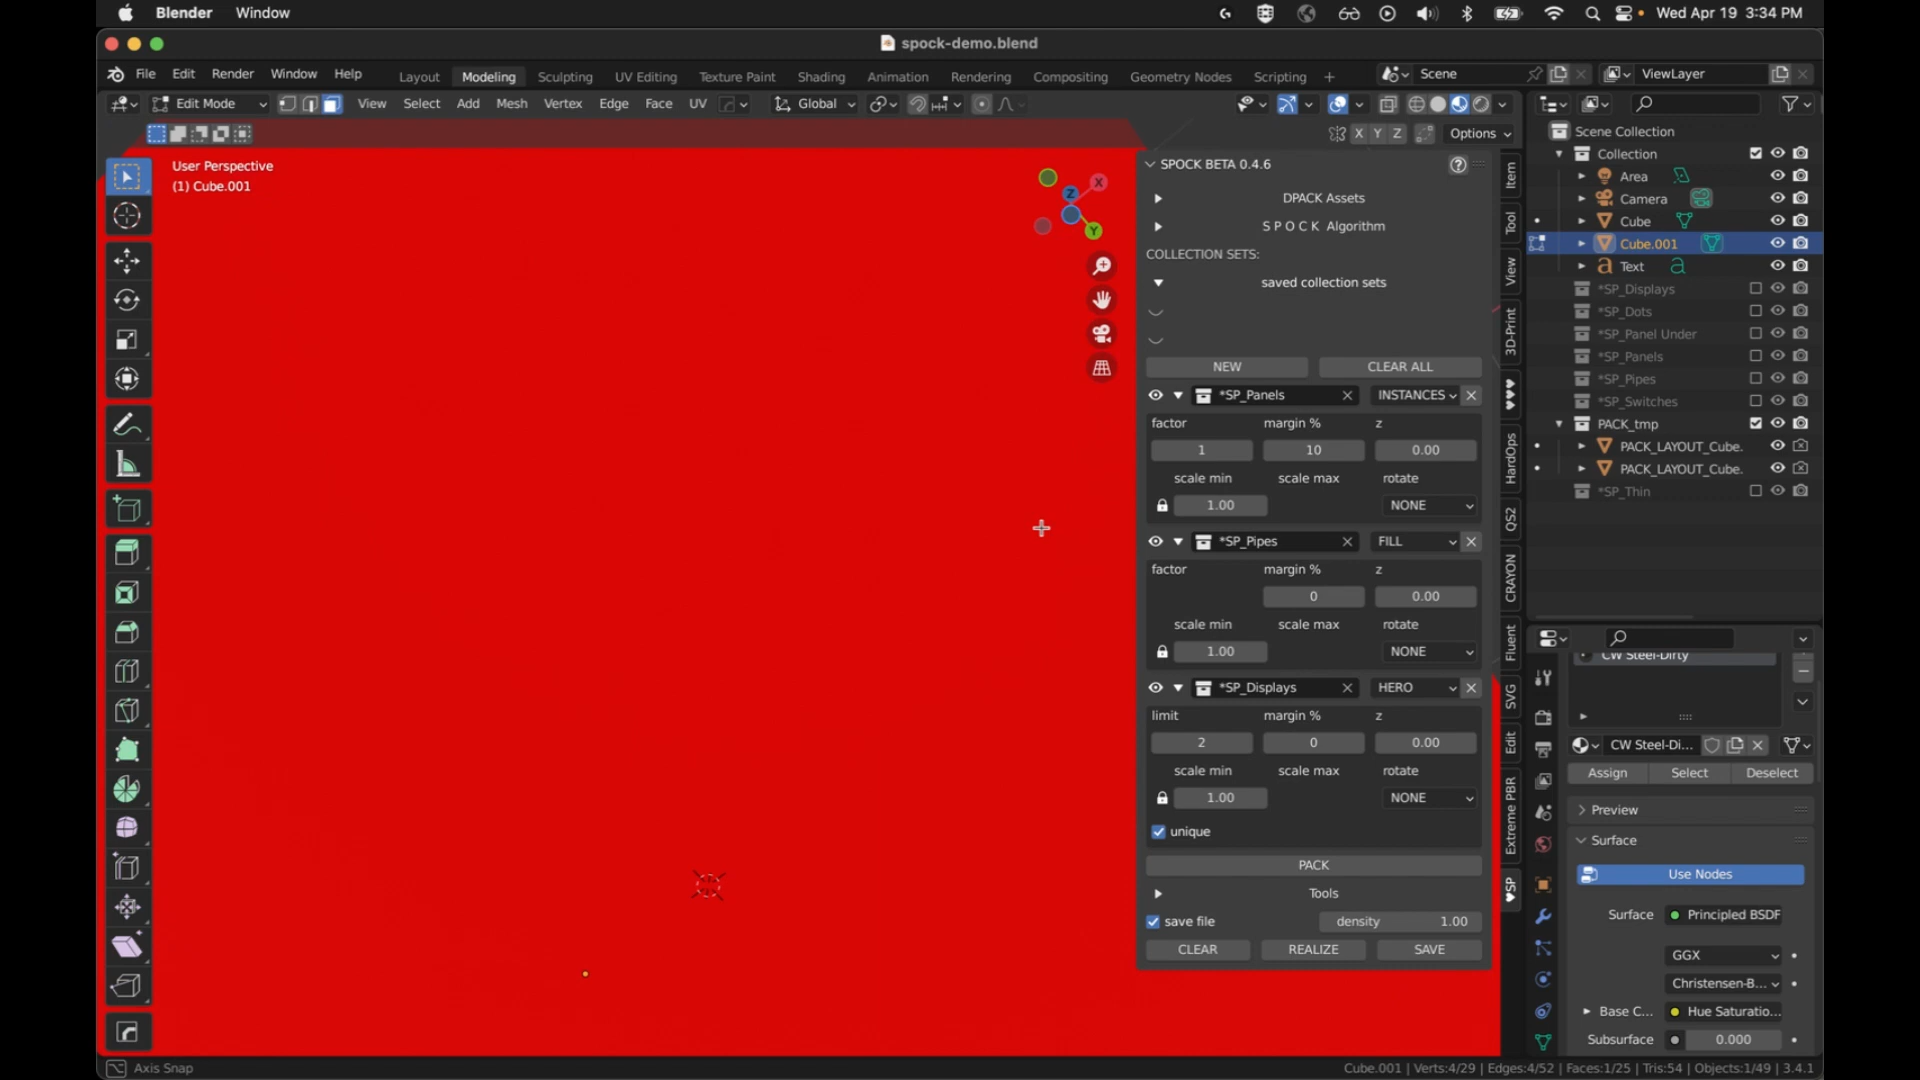 Blender Window Wed Apr 19 3:34 PM
spock-demo.blend
File Edit Render Window Help Layout Modeling Sculpting UV Editing Texture Paint Shading Animation Rendering Compositing Geometry Nodes Scripting + Scene ViewLayer
Edit Mode View Select Add Mesh Vertex Edge Face UV Global
X Y Z Options
User Perspective
(1) Cube.001
X
Z
Y
SPOCK BETA 0.4.6
DPACK Assets
S P O C K Algorithm
COLLECTION SETS:
saved collection sets
NEW CLEAR ALL
*SP_Panels INSTANCES
factor margin % z
1 10 0.00
scale min scale max rotate
1.00 NONE
*SP_Pipes FILL
factor margin % z
0 0.00
scale min scale max rotate
1.00 NONE
*SP_Displays HERO
limit margin % z
2 0 0.00
scale min scale max rotate
1.00 NONE
unique
PACK
Tools
save file density 1.00
CLEAR REALIZE SAVE
Item
Tool
View
3D-Print
♥♥♥
HardOps
QS2
CRAYON
Fluent
SVG
Edit
Extreme PBR
♥SP
Scene Collection
Collection
Area
Camera
Cube
Cube.001
Text
*SP_Displays
*SP_Dots
*SP_Panel Under
*SP_Panels
*SP_Pipes
*SP_Switches
PACK_tmp
PACK_LAYOUT_Cube.
PACK_LAYOUT_Cube.
*SP_Thin
CW Steel-Dirty
CW Steel-Di...
Assign Select Deselect
Preview
Surface
Use Nodes
Surface Principled BSDF
GGX
Christensen-B...
Base C... Hue Saturatio...
Subsurface 0.000
Axis Snap Cube.001 | Verts:4/29 | Edges:4/52 | Faces:1/25 | Tris:54 | Objects:1/49 | 3.4.1